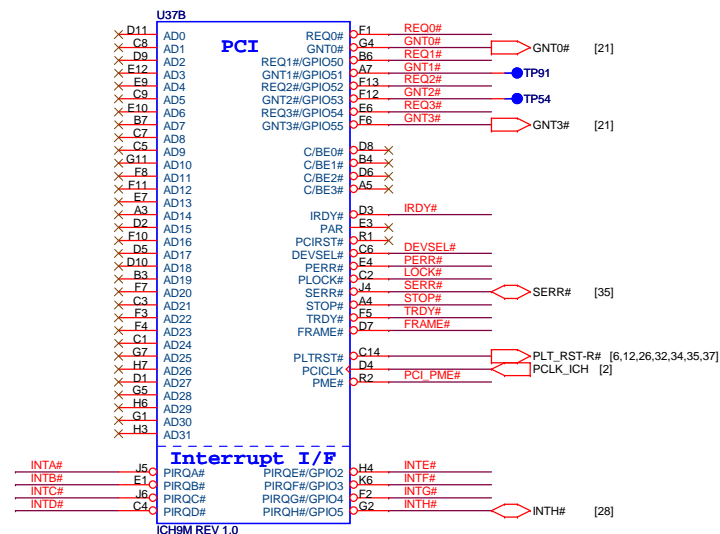 U37B
PCI
D11 AD0 REQ0# F1 REQ0#
C8 AD1 GNT0# G4 GNT0# GNT0# [21]
D9 AD2 REQ1#/GPIO50 B6 REQ1#
E12 AD3 GNT1#/GPIO51 A7 GNT1# TP91
E9 AD4 REQ2#/GPIO52 F13 REQ2#
C9 AD5 GNT2#/GPIO53 F12 GNT2# TP54
E10 AD6 REQ3#/GPIO54 E6 REQ3#
B7 AD7 GNT3#/GPIO55 F6 GNT3# GNT3# [21]
C7 AD8
C5 AD9 C/BE0# D8
G11 AD10 C/BE1# B4
F8 AD11 C/BE2# D6
F11 AD12 C/BE3# A5
E7 AD13
A3 AD14 IRDY# D3 IRDY#
D2 AD15 PAR E3
F10 AD16 PCIRST# R1
D5 AD17 DEVSEL# C6 DEVSEL#
D10 AD18 PERR# E4 PERR#
B3 AD19 PLOCK# C2 LOCK#
F7 AD20 SERR# J4 SERR# SERR# [35]
C3 AD21 STOP# A4 STOP#
F3 AD22 TRDY# F5 TRDY#
F4 AD23 FRAME# D7 FRAME#
C1 AD24
G7 AD25 PLTRST# C14 PLT_RST-R# [6,12,26,32,34,35,37]
H7 AD26 PCICLK D4 PCLK_ICH [2]
D1 AD27 PME# R2 PCI_PME#
G5 AD28
H6 AD29
G1 AD30
H3 AD31
Interrupt I/F
INTA# J5 PIRQA# PIRQE#/GPIO2 H4 INTE#
INTB# E1 PIRQB# PIRQF#/GPIO3 K6 INTF#
INTC# J6 PIRQC# PIRQG#/GPIO4 F2 INTG#
INTD# C4 PIRQD# PIRQH#/GPIO5 G2 INTH# INTH# [28]
ICH9M REV 1.0